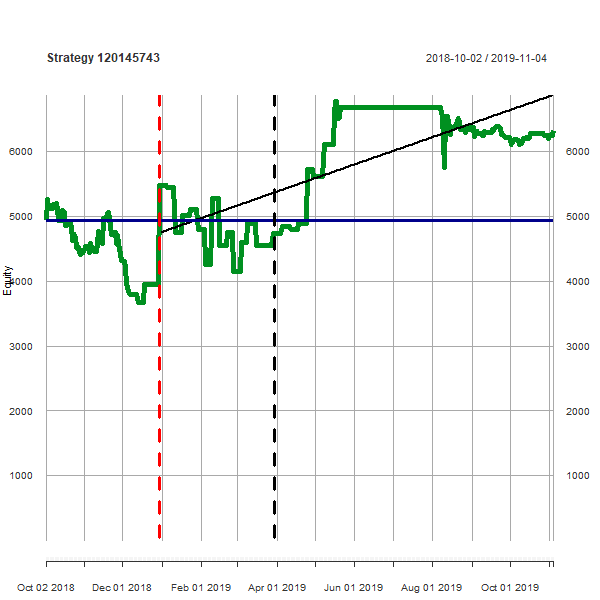 Strategy 120145743
2018-10-02 / 2019-11-04
6000
6000
5000
5000
Equity
4000
4000
3000
3000
2000
2000
1000
1000
Oct 02 2018
Dec 01 2018
Feb 01 2019
Apr 01 2019
Jun 01 2019
Aug 01 2019
Oct 01 2019